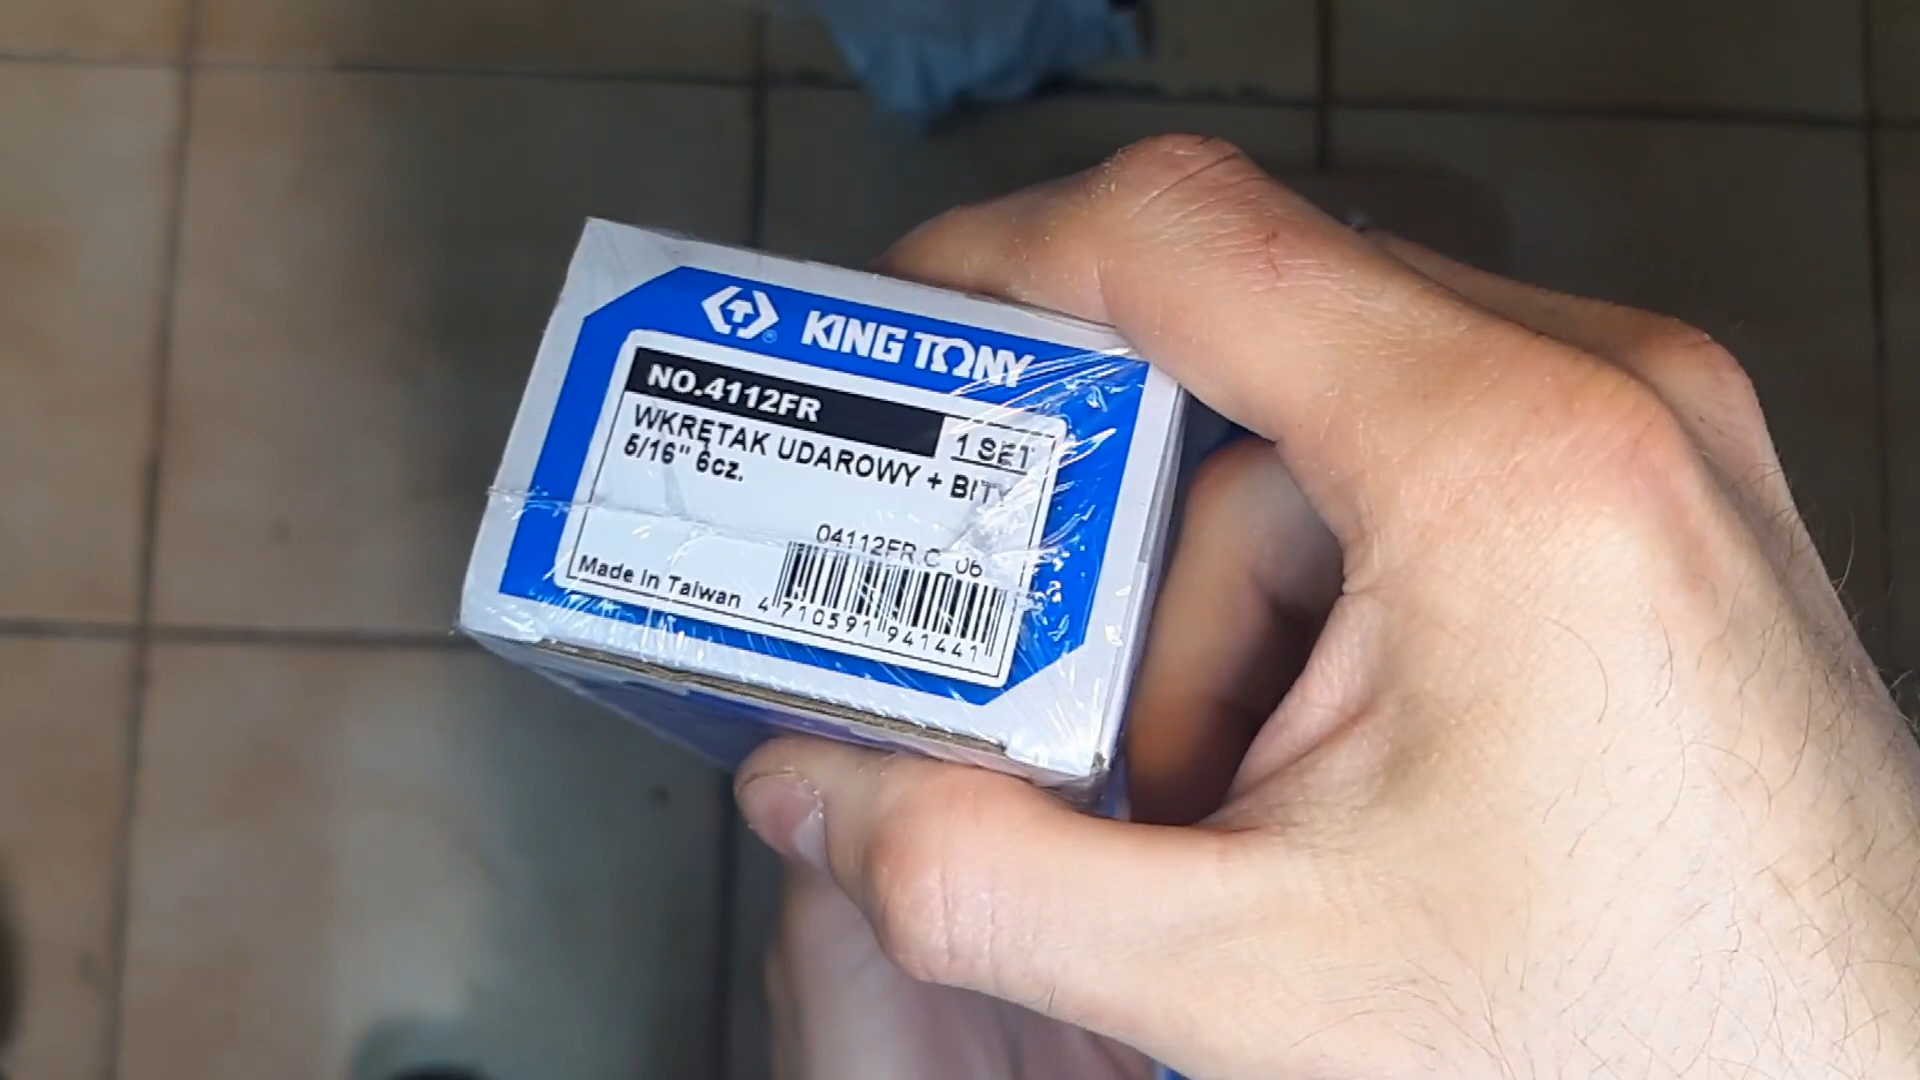 KING TONY
NO.4112FR
1 SET
WKRĘTAK UDAROWY + BITY
5/16" 6cz.
04112FR.C 06
Made in Taiwan
4 710591 941441